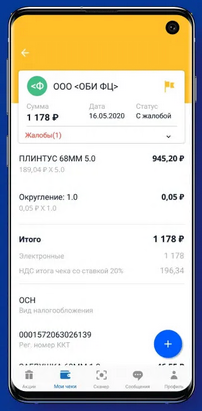 <Ф
ООО <ОБИ ФЦ>
Сумма Дата Статус
1 178 ₽ 16.05.2020 С жалобой
Жалобы(1)
ПЛИНТУС 68ММ 5.0 945,20 ₽
189,04 ₽ X 5.0
Округление: 1.0 0,05 ₽
0,05 ₽ X 1.0
Итого 1 178 ₽
Электронные 1 178
НДС итога чека со ставкой 20% 196,34
ОСН
Вид налогообложения
0001572063026139
Рег. номер ККТ
Акции Мои чеки Сканер Сообщения Профиль